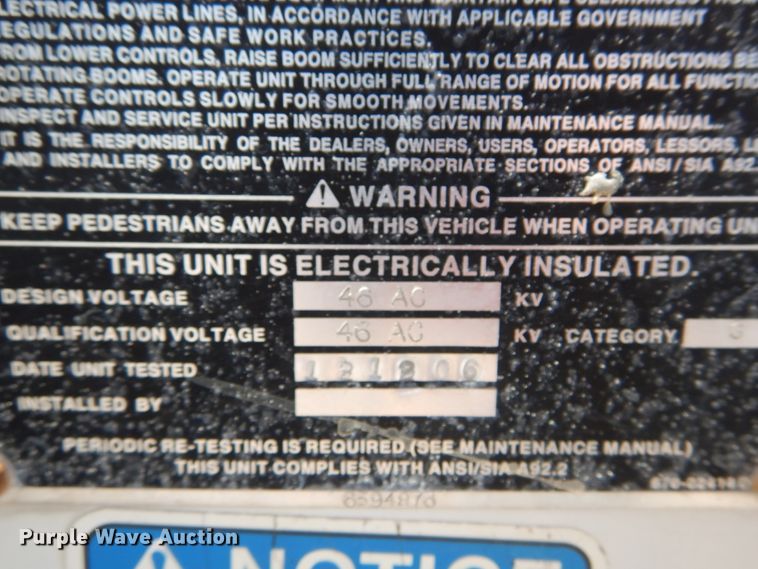 ELECTRICAL POWER LINES, IN ACCORDANCE WITH APPLICABLE GOVERNMENT
REGULATIONS AND SAFE WORK PRACTICES.
FROM LOWER CONTROLS, RAISE BOOM SUFFICIENTLY TO CLEAR ALL OBSTRUCTIONS BE
ROTATING BOOMS. OPERATE UNIT THROUGH FULL RANGE OF MOTION FOR ALL FUNCTIO
OPERATE CONTROLS SLOWLY FOR SMOOTH MOVEMENTS.
INSPECT AND SERVICE UNIT PER INSTRUCTIONS GIVEN IN MAINTENANCE MANUAL.
IT IS THE RESPONSIBILITY OF THE DEALERS, OWNERS, USERS, OPERATORS, LESSORS, LE
AND INSTALLERS TO COMPLY WITH THE APPROPRIATE SECTIONS OF ANSI/SIA A92.
WARNING
KEEP PEDESTRIANS AWAY FROM THIS VEHICLE WHEN OPERATING UN
THIS UNIT IS ELECTRICALLY INSULATED.
DESIGN VOLTAGE 46 AC KV
QUALIFICATION VOLTAGE 46 AC KV CATEGORY
DATE UNIT TESTED 121806
INSTALLED BY
PERIODIC RE-TESTING IS REQUIRED (SEE MAINTENANCE MANUAL)
THIS UNIT COMPLIES WITH ANSI/SIA A92.2
Purple Wave Auction
NOTICE